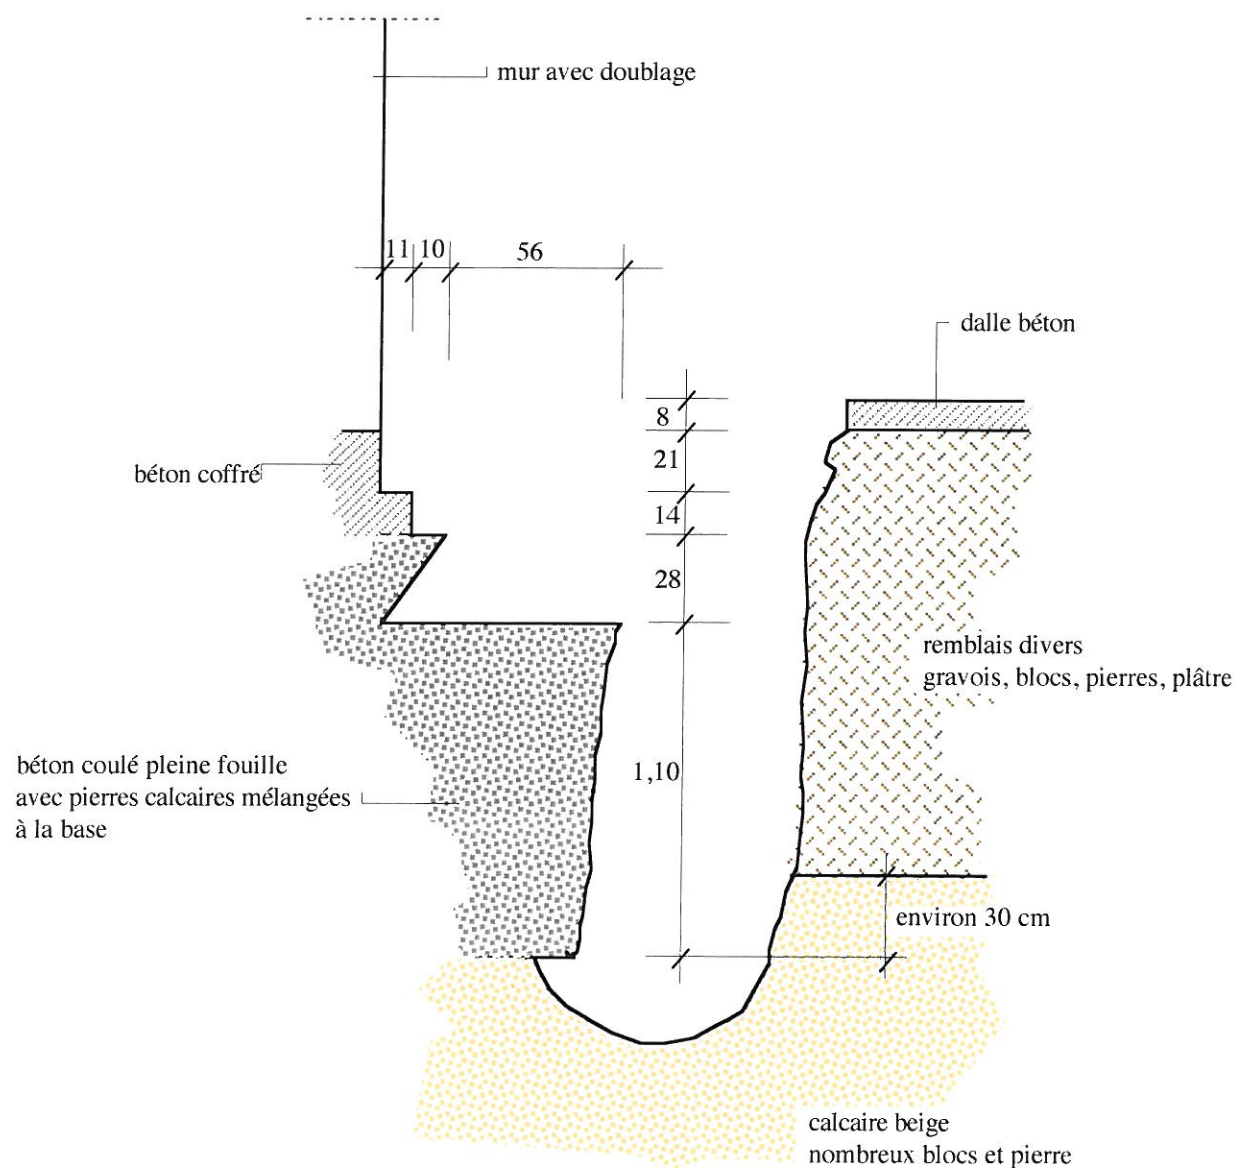 mur avec doublage
11 10 56
dalle béton
8
21
béton coffré
14
28
remblais divers
gravois, blocs, pierres, plâtre
béton coulé pleine fouille
avec pierres calcaires mélangées
à la base
1,10
environ 30 cm
calcaire beige
nombreux blocs et pierre